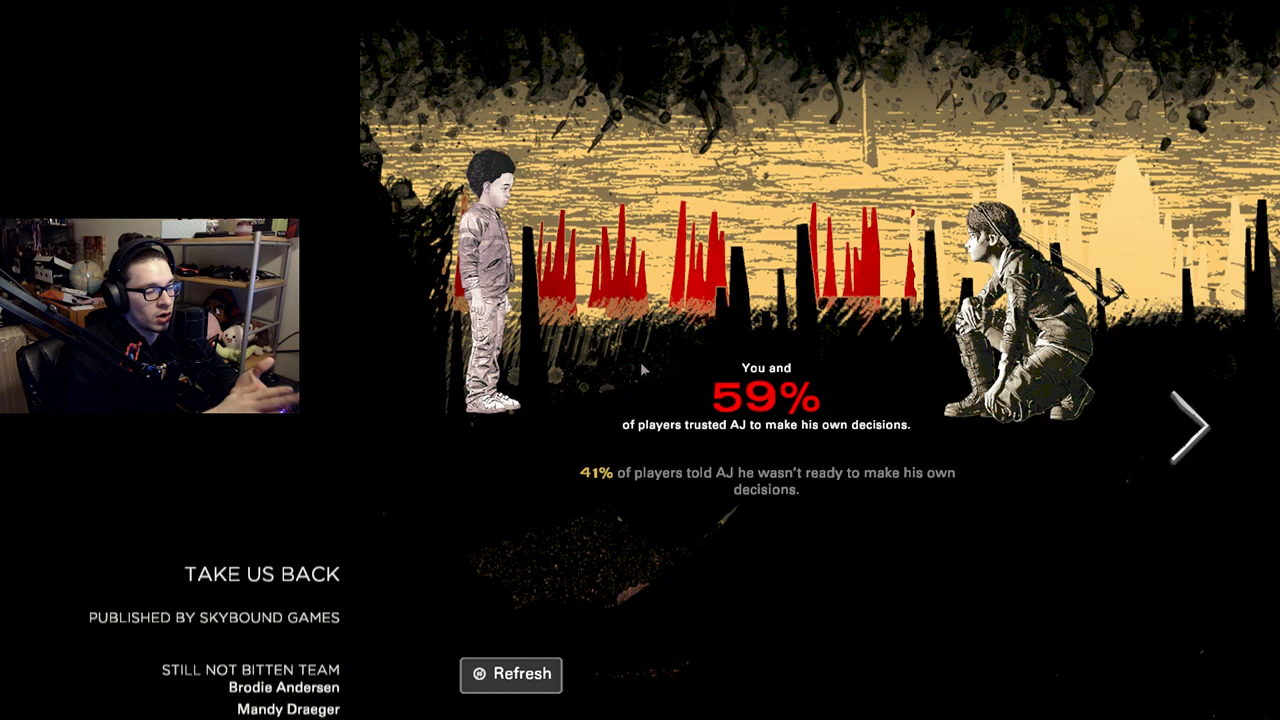 You and
59%
of players trusted AJ to make his own decisions.
41% of players told AJ he wasn't ready to make his own
decisions.
TAKE US BACK
PUBLISHED BY SKYBOUND GAMES
STILL NOT BITTEN TEAM
Brodie Andersen
Mandy Draeger
Refresh